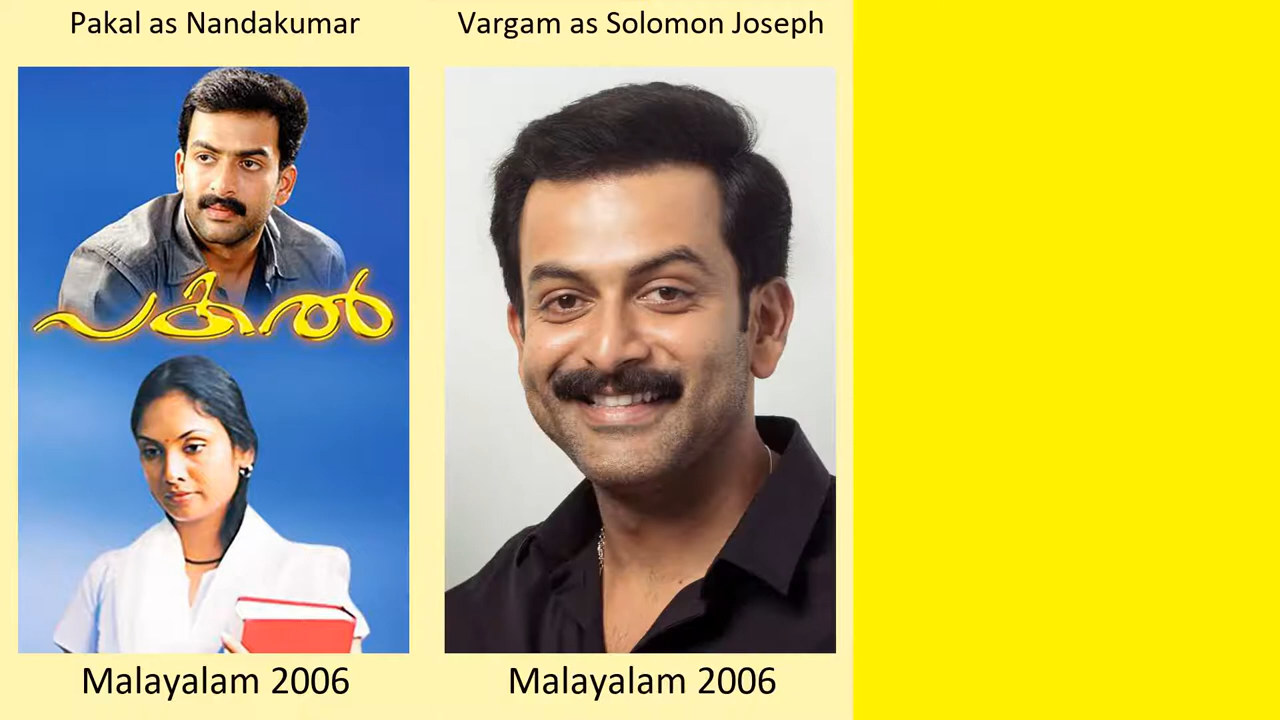 Pakal as Nandakumar
Vargam as Solomon Joseph
പകൽ
Malayalam 2006
Malayalam 2006